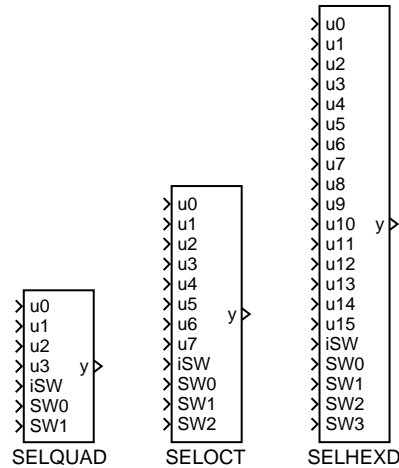 u0
u1
u2
u3
iSW
SW0
SW1
y
SELQUAD
u0
u1
u2
u3
u4
u5
u6
u7
iSW
SW0
SW1
SW2
y
SELOCT
u0
u1
u2
u3
u4
u5
u6
u7
u8
u9
u10
u11
u12
u13
u14
u15
iSW
SW0
SW1
SW2
SW3
y
SELHEXD